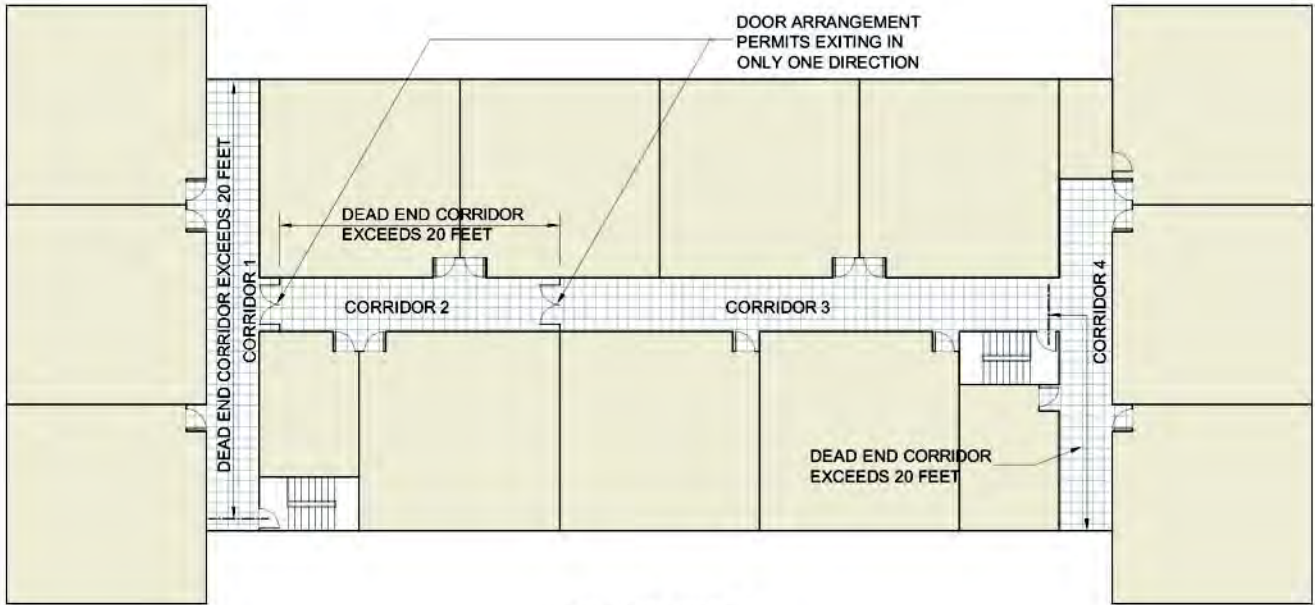 DOOR ARRANGEMENT
PERMITS EXITING IN
ONLY ONE DIRECTION
DEAD END CORRIDOR EXCEEDS 20 FEET
CORRIDOR 1
DEAD END CORRIDOR
EXCEEDS 20 FEET
CORRIDOR 2
CORRIDOR 3
CORRIDOR 4
DEAD END CORRIDOR
EXCEEDS 20 FEET